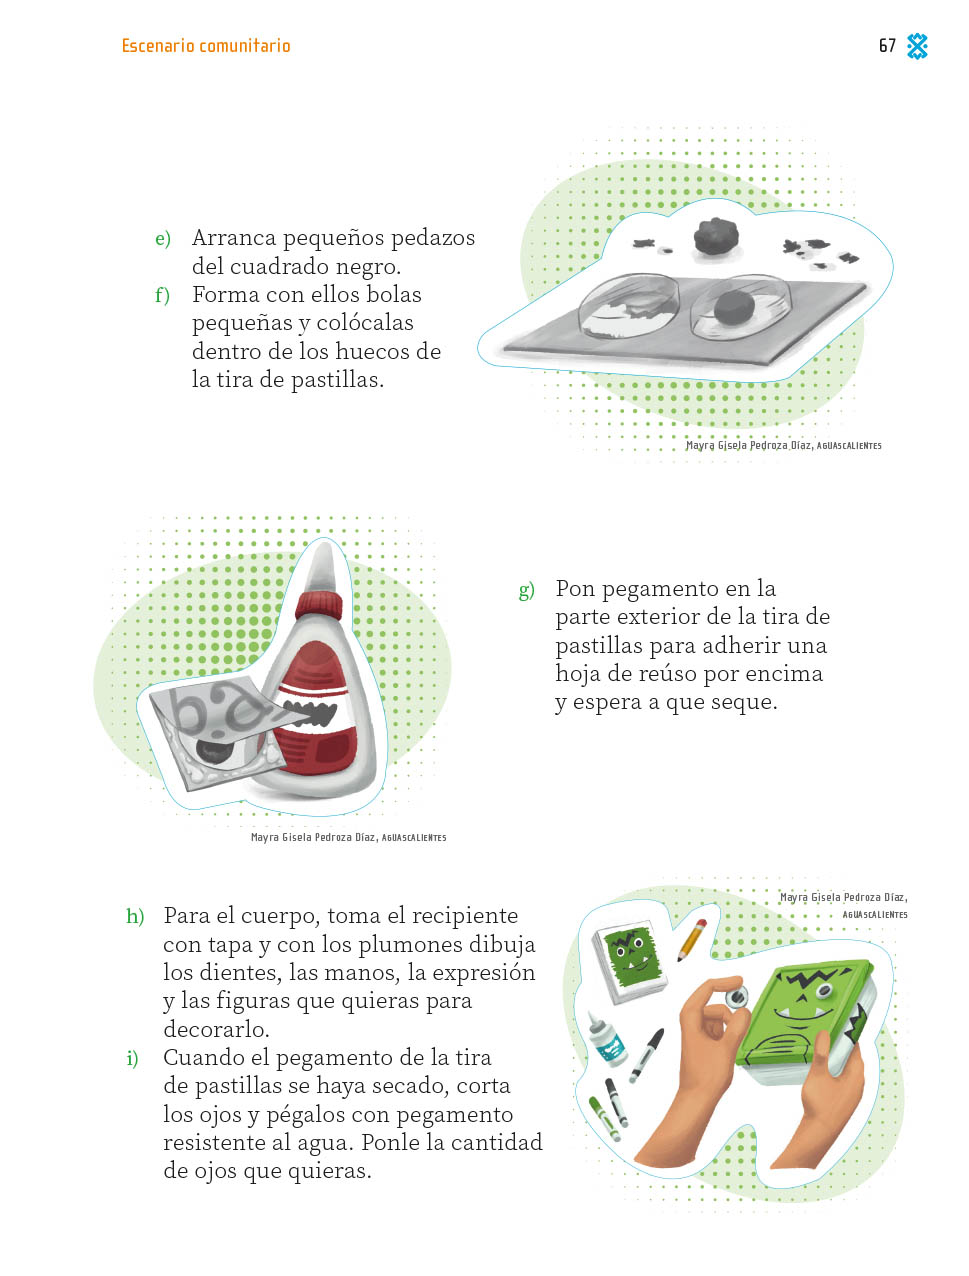 Escenario comunitario
67
e) Arranca pequeños pedazos
del cuadrado negro.
f) Forma con ellos bolas
pequeñas y colócalas
dentro de los huecos de
la tira de pastillas.
Mayra Gisela Pedroza Díaz, AGUASCALIENTES
g) Pon pegamento en la
parte exterior de la tira de
pastillas para adherir una
hoja de reúso por encima
y espera a que seque.
ba
Mayra Gisela Pedroza Díaz, AGUASCALIENTES
Mayra Gisela Pedroza Díaz,
AGUASCALIENTES
h) Para el cuerpo, toma el recipiente
con tapa y con los plumones dibuja
los dientes, las manos, la expresión
y las figuras que quieras para
decorarlo.
i) Cuando el pegamento de la tira
de pastillas se haya secado, corta
los ojos y pégalos con pegamento
resistente al agua. Ponle la cantidad
de ojos que quieras.